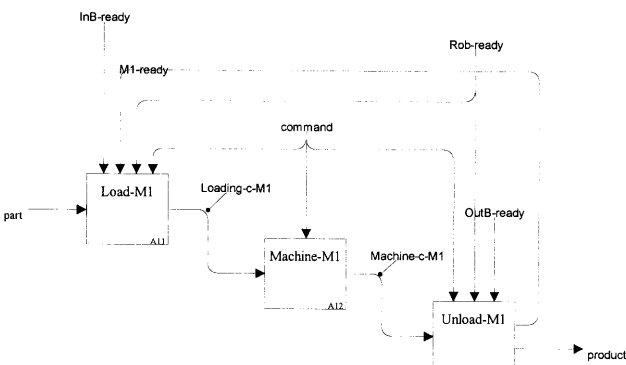 InB-ready
Rob-ready
M1-ready
command
Load-M1
Loading-c-M1
part
OutB-ready
A11
Machine-M1
Machine-c-M1
A12
Unload-M1
product